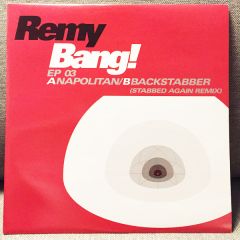 Remy
Bang!
EP 03
ANAPOLITAN/BBACKSTABBER
(STABBED AGAIN REMIX)